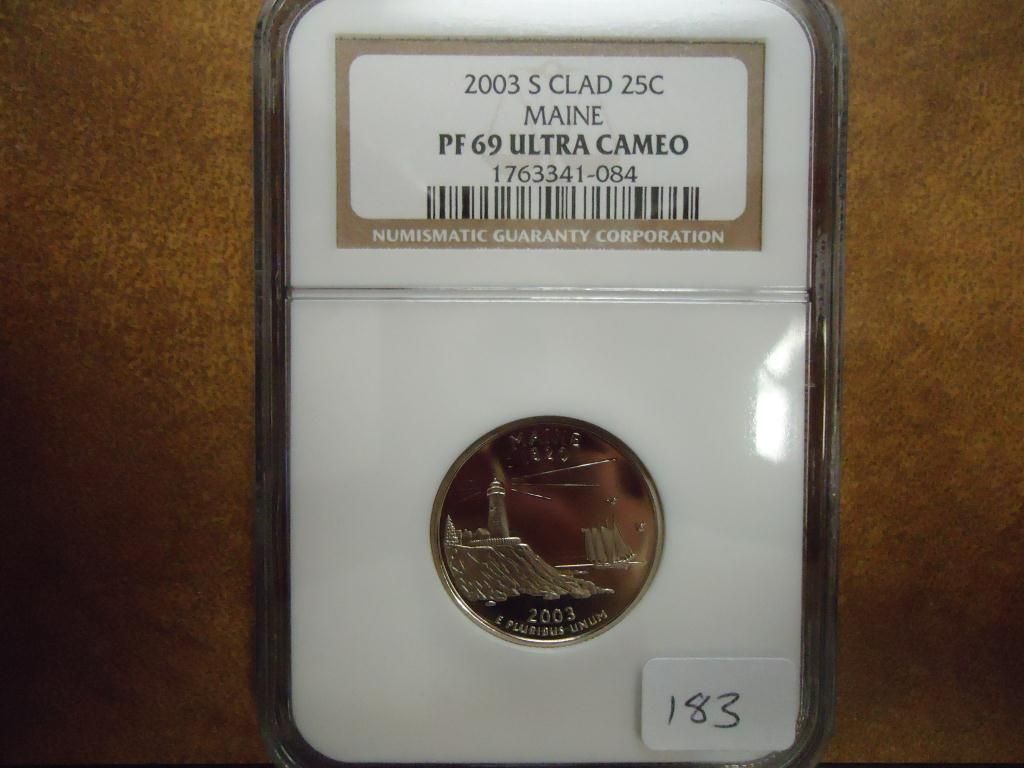 2003 S CLAD 25C
MAINE
PF 69 ULTRA CAMEO
1763341-084
NUMISMATIC GUARANTY CORPORATION
MAINE
1820
2003
E PLURIBUS UNUM
183